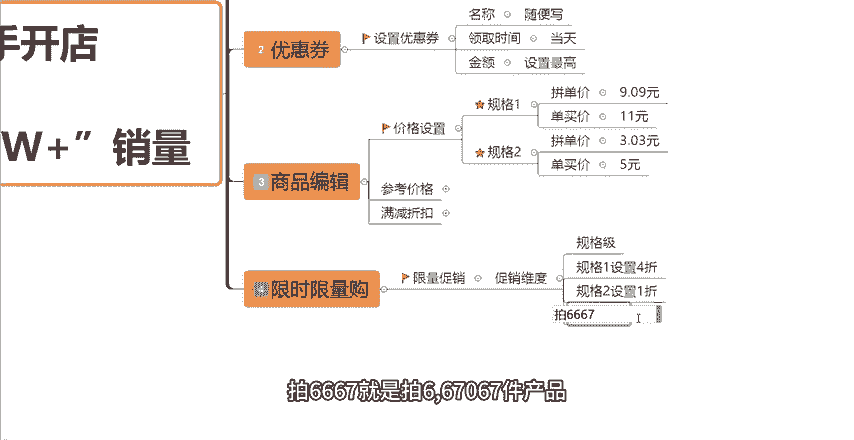 手开店
W+”销量
2 优惠券
设置优惠券
名称 随便写
领取时间 当天
金额 设置最高
3 商品编辑
价格设置
规格1
拼单价 9.09元
单买价 11元
规格2
拼单价 3.03元
单买价 5元
参考价格
满减折扣
4 限时限量购
限量促销 促销维度
规格级
规格1设置4折
规格2设置1折
拍6667
拍6667就是拍6,67067件产品